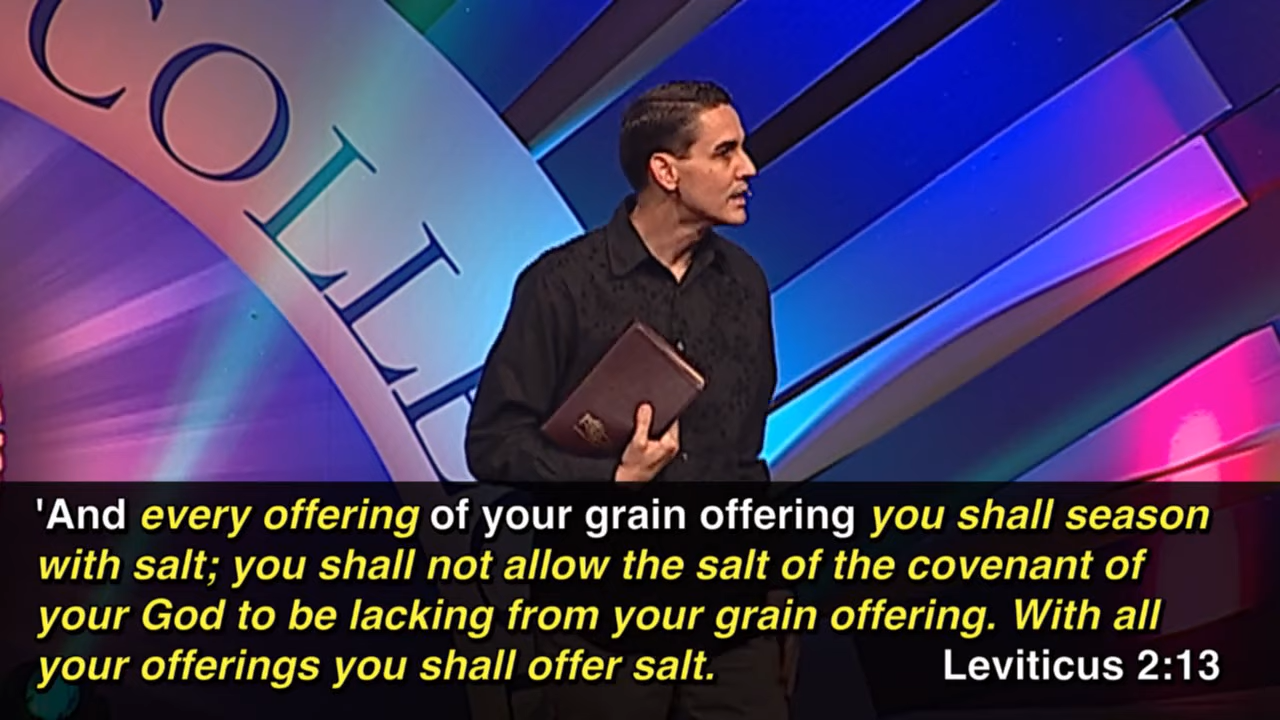 COLLE
'And every offering of your grain offering you shall season
with salt; you shall not allow the salt of the covenant of
your God to be lacking from your grain offering. With all
your offerings you shall offer salt.
Leviticus 2:13